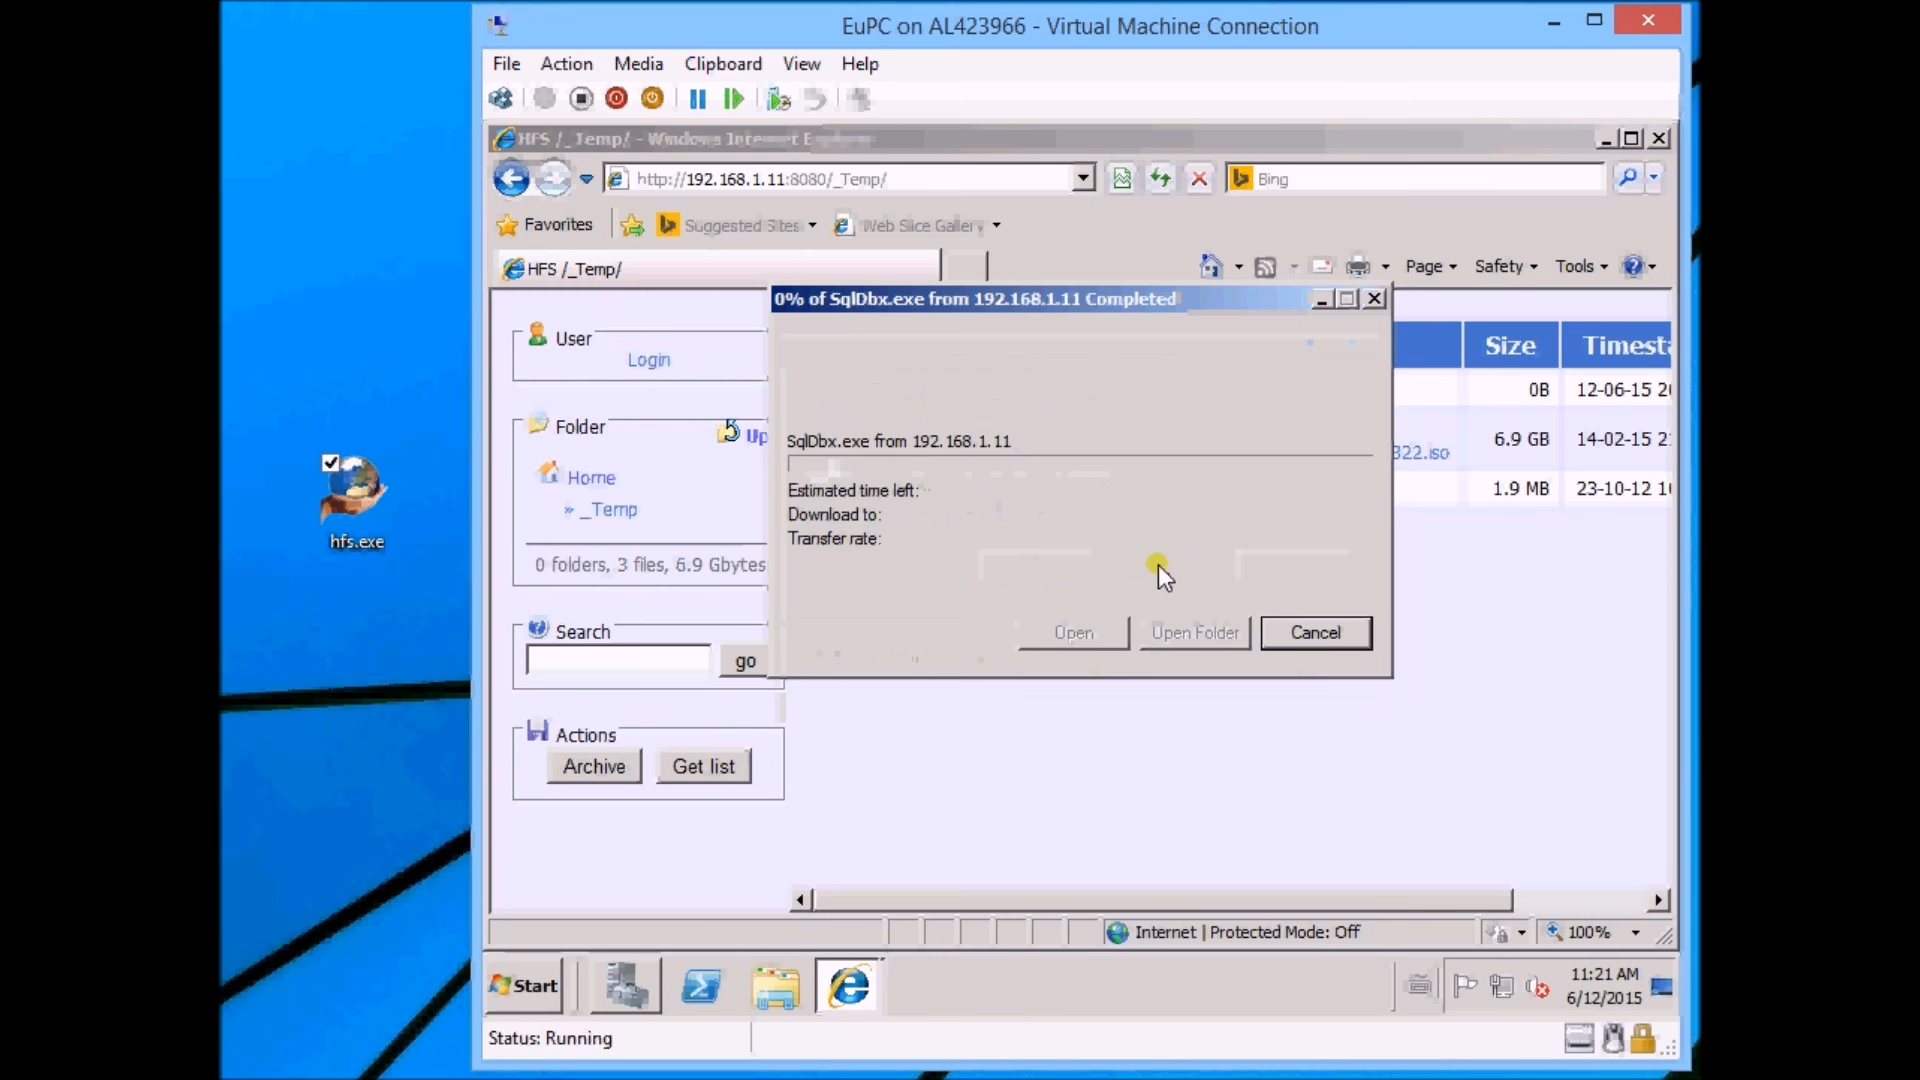 EuPC on AL423966 - Virtual Machine Connection
File Action Media Clipboard View Help
HFS /_Temp/ - Windows Internet E
http://192.168.1.11:8080/_Temp/
Bing
Favorites
Suggested Sites
Web Slice Gallery
HFS /_Temp/
Page
Safety
Tools
0% of SqlDbx.exe from 192.168.1.11 Completed
User
Login
Folder
Up
Home
» _Temp
0 folders, 3 files, 6.9 Gbytes
Search
go
Actions
Archive
Get list
SqlDbx.exe from 192.168.1.11
Estimated time left:
Download to:
Transfer rate:
Open
Open Folder
Cancel
Size Timesta
0B 12-06-15 2
322.iso 6.9 GB 14-02-15 2
1.9 MB 23-10-12 1
hfs.exe
Internet | Protected Mode: Off
100%
Start
11:21 AM
6/12/2015
Status: Running